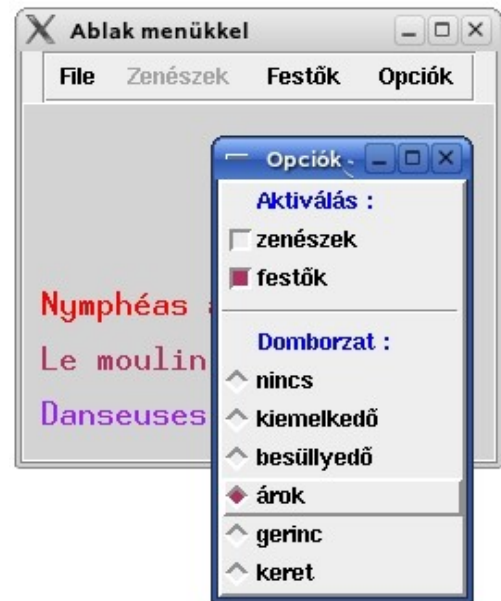 Ablak menükkel
File Zenészek Festők Opciók
Opciók
Aktiválás :
zenészek
festők
Nymphéas
Domborzat :
Le moulin
nincs
Danseuses
kiemelkedő
besüllyedő
árok
gerinc
keret